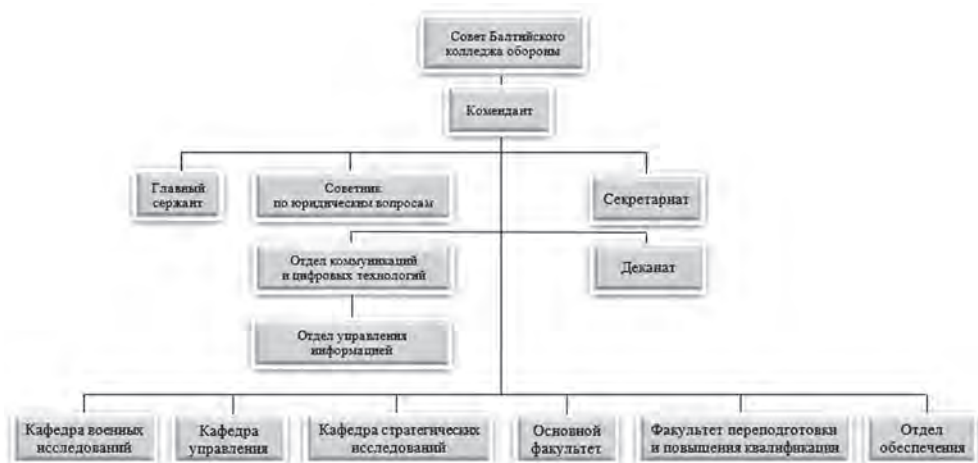 Совет Балтийского
колледжа обороны
Комендант
Главный
сержант
Советник
по юридическим вопросам
Секретариат
Отдел коммуникаций
и цифровых технологий
Деканат
Отдел управления
информацией
Кафедра военных
исследований
Кафедра
управления
Кафедра стратегических
исследований
Основной
факультет
Факультет переподготовки
и повышения квалификации
Отдел
обеспечения